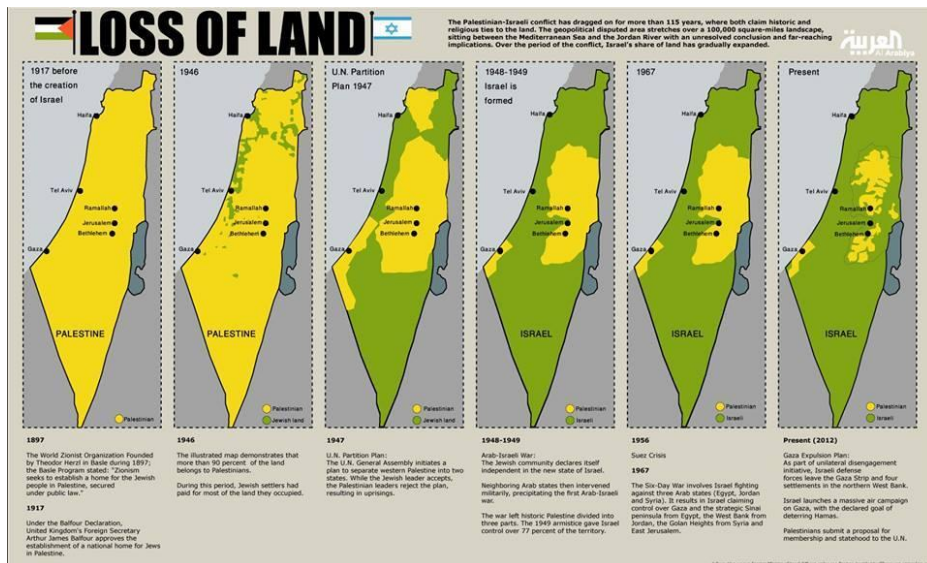 LOSS OF LAND
The Palestinian-Israeli conflict has dragged on for more than 115 years, where both claim historic and
religious ties to the land. The geopolitical disputed area stretches over a 100,000 square-miles landscape,
sitting between the Mediterranean Sea and the Jordan River with an unresolved conclusion and far-reaching
implications. Over the period of the conflict, Israel's share of land has gradually expanded.
العربية
Al Arabiya
1917 before
the creation
of Israel
Haifa
Tel Aviv
Ramallah
Jerusalem
Bethlehem
Gaza
PALESTINE
Palestinian
1946
Haifa
Tel Aviv
Ramallah
Jerusalem
Bethlehem
Gaza
PALESTINE
Palestinian
Jewish land
U.N. Partition
Plan 1947
Haifa
Tel Aviv
Ramallah
Jerusalem
Bethlehem
Gaza
Palestinian
Jewish land
1948-1949
Israel is
formed
Haifa
Tel Aviv
Ramallah
Jerusalem
Bethlehem
Gaza
ISRAEL
Palestinian
Israeli
1967
Haifa
Tel Aviv
Ramallah
Jerusalem
Bethlehem
Gaza
ISRAEL
Palestinian
Israeli
Present
Haifa
Tel Aviv
Ramallah
Jerusalem
Bethlehem
Gaza
ISRAEL
Palestinian
Israeli
1897
The World Zionist Organization Founded
by Theodor Herzl in Basle during 1897;
the Basle Program stated: "Zionism
seeks to establish a home for the Jewish
people in Palestine, secured
under public law."
1917
Under the Balfour Declaration,
United Kingdom's Foreign Secretary
Arthur James Balfour approves the
establishment of a national home for Jews
in Palestine.
1946
The illustrated map demonstrates that
more than 90 percent of the land
belongs to Palestinians.
During this period, Jewish settlers had
paid for most of the land they occupied.
1947
U.N. Partition Plan:
The U.N. General Assembly initiates a
plan to separate western Palestine into two
states. While the Jewish leader accepts,
the Palestinian leaders reject the plan,
resulting in uprisings.
1948-1949
Arab-Israeli War:
The Jewish community declares itself
independent in the new state of Israel.
Neighboring Arab states then intervened
militarily, precipitating the first Arab-Israeli
war.
The war left historic Palestine divided into
three parts. The 1949 armistice gave Israel
control over 77 percent of the territory.
1956
Suez Crisis
1967
The Six-Day War involves Israel fighting
against three Arab states (Egypt, Jordan
and Syria). It results in Israel claiming
control over Gaza and the strategic Sinai
peninsula from Egypt, the West Bank from
Jordan, the Golan Heights from Syria and
East Jerusalem.
Present (2012)
Gaza Expulsion Plan:
As part of unilateral disengagement
initiative, Israeli defense
forces leave the Gaza Strip and four
settlements in the northern West Bank.
Israel launches a massive air campaign
on Gaza, with the declared goal of
deterring Hamas.
Palestinians submit a proposal for
membership and statehood to the U.N.